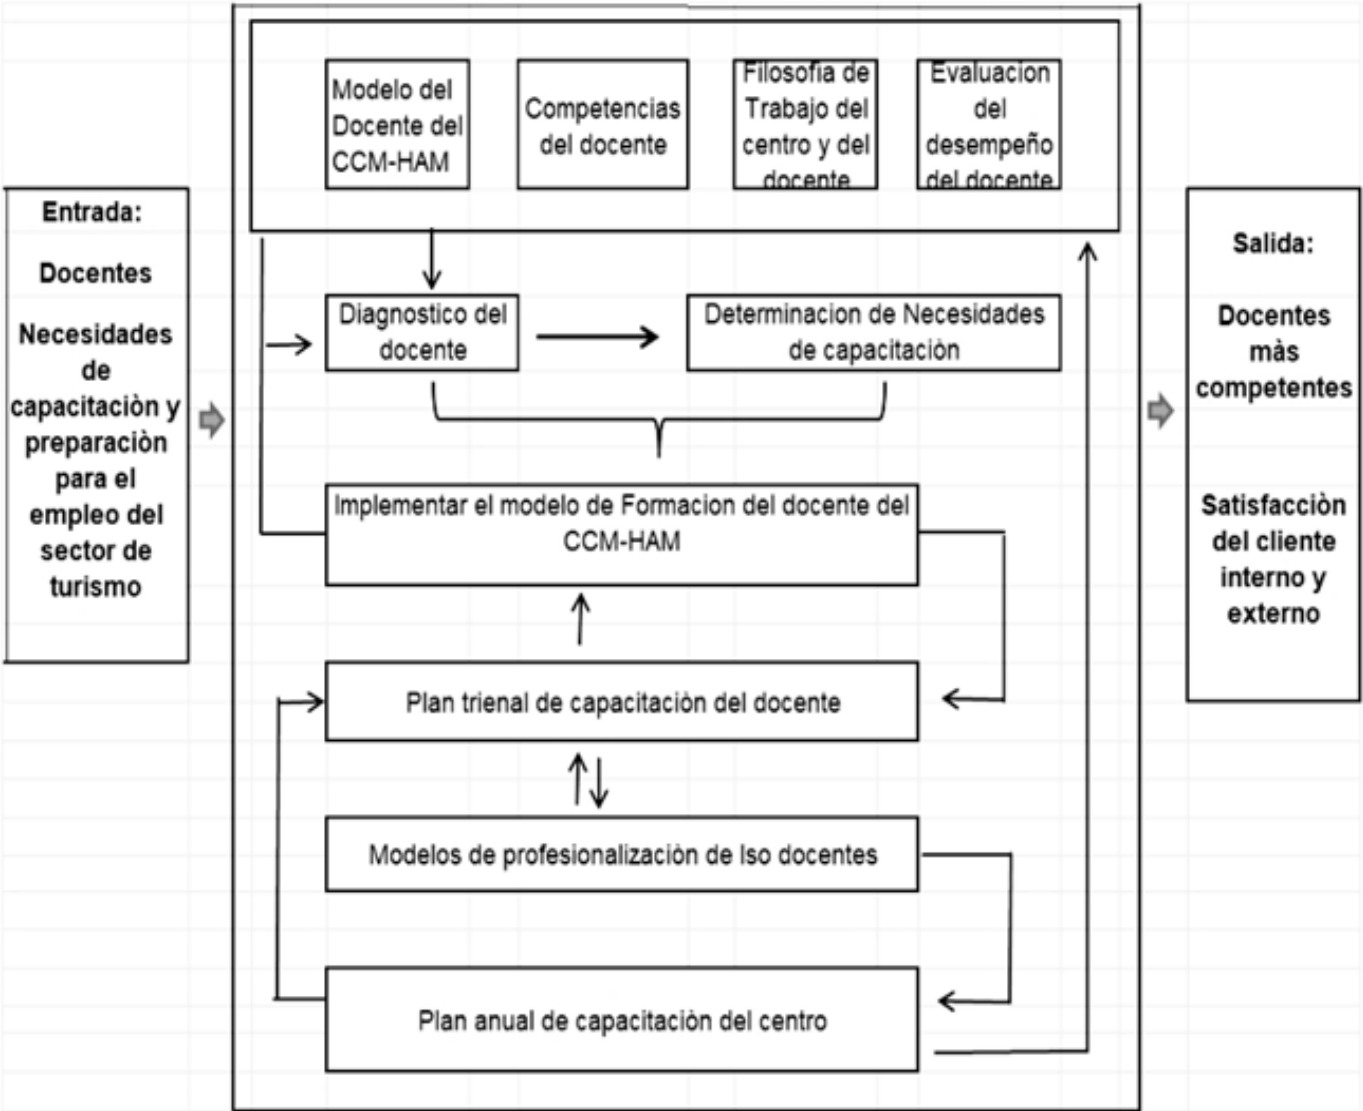 Modelo del
Docente del
CCM-HAM
Competencias
del docente
Filosofia de
Trabajo del
centro y del
docente
Evaluacion
del
desempeño
del docente
Entrada:
Docentes
Necesidades
de
capacitaciòn y
preparaciòn
para el
empleo del
sector de
turismo
Diagnostico del
docente
Determinacion de Necesidades
de capacitaciòn
Implementar el modelo de Formacion del docente del
CCM-HAM
Plan trienal de capacitaciòn del docente
Modelos de profesionalizaciòn de lso docentes
Plan anual de capacitaciòn del centro
Salida:
Docentes
màs
competentes
Satisfacciòn
del cliente
interno y
externo